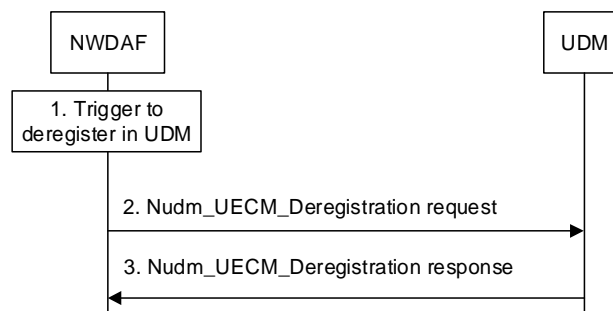 NWDAF
UDM
1. Trigger to
deregister in UDM
2. Nudm_UECM_Deregistration request
3. Nudm_UECM_Deregistration response